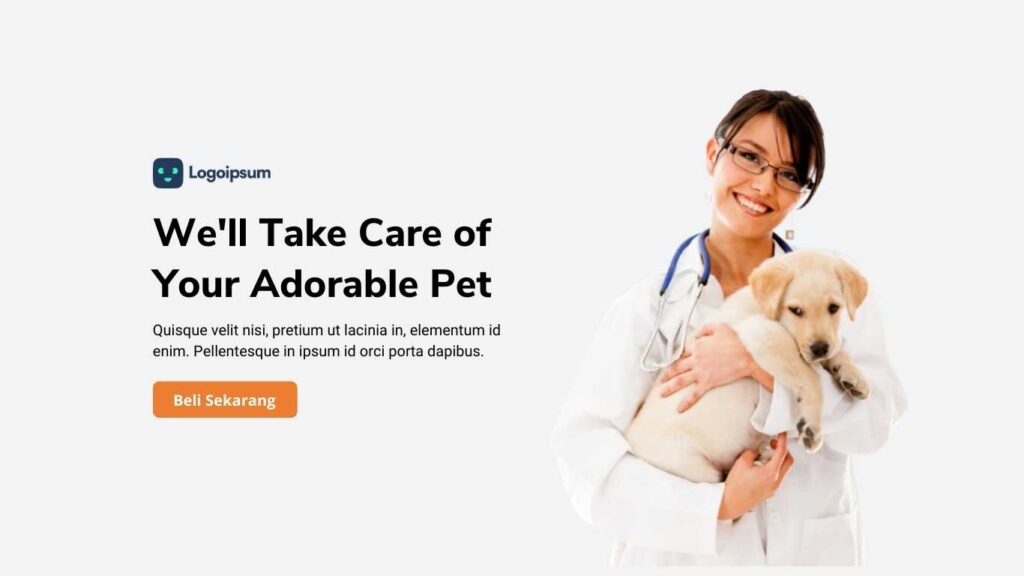 Logoipsum
We'll Take Care of
Your Adorable Pet
Quisque velit nisi, pretium ut lacinia in, elementum id
enim. Pellentesque in ipsum id orci porta dapibus.
Beli Sekarang